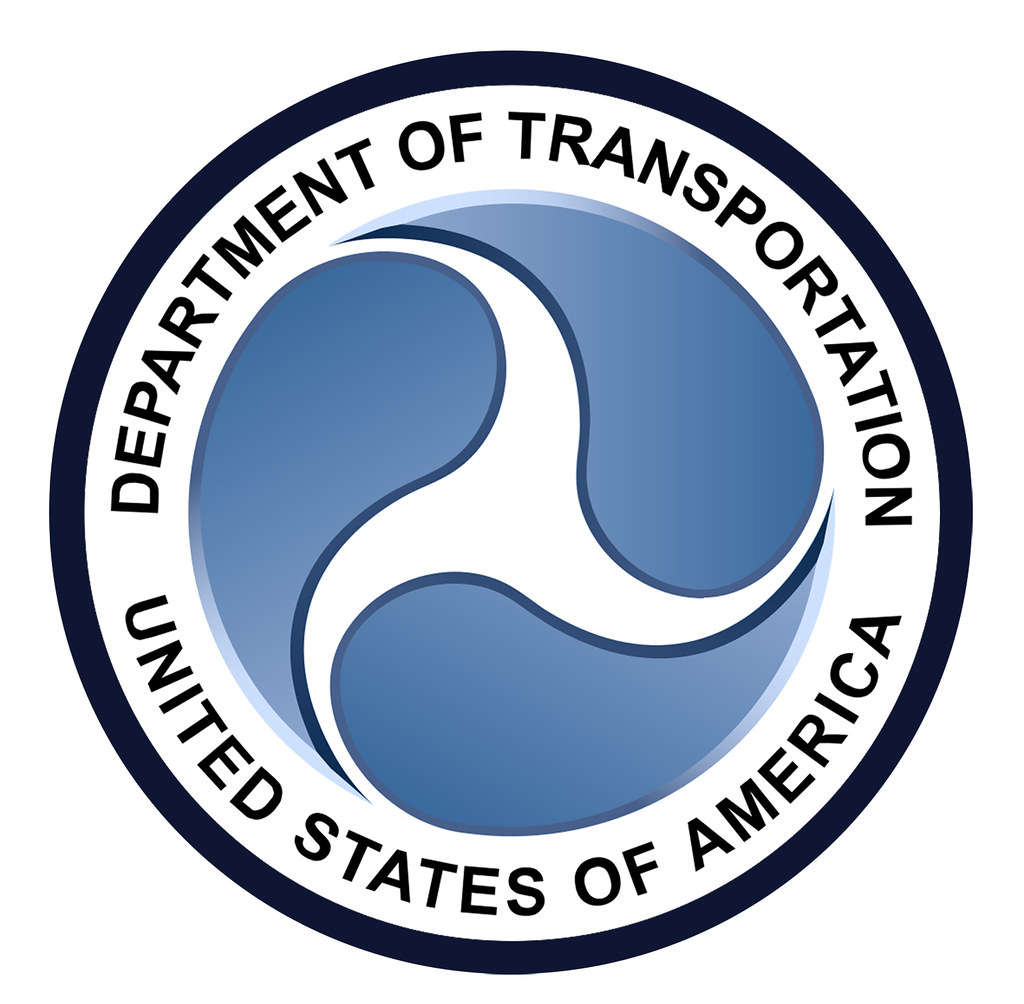 DEPARTMENT OF TRANSPORTATION
UNITED STATES OF AMERICA